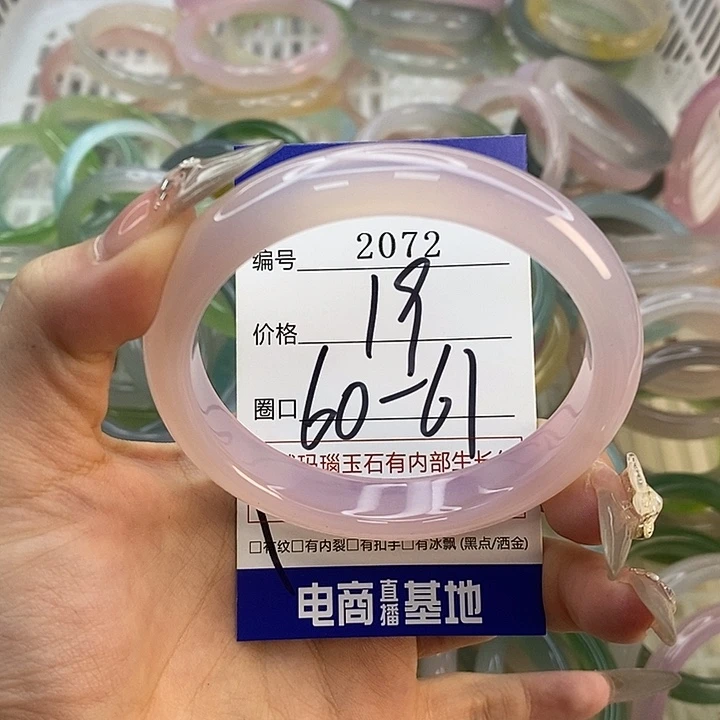 编号 2072
价格 19
圈口 60-61
玛瑙玉石有内部生长
纹□有内裂□有扣手□有冰飘(黑点/洒金)
电商直播基地